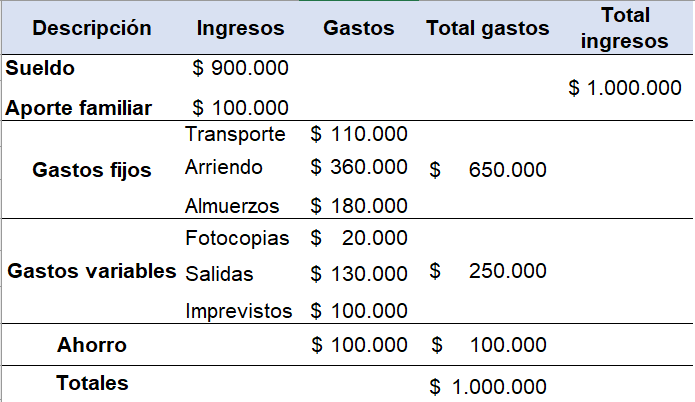 Descripción Ingresos Gastos Total gastos Total ingresos
Sueldo $ 900.000
$ 1.000.000
Aporte familiar $ 100.000
Transporte $ 110.000
Gastos fijos Arriendo $ 360.000 $ 650.000
Almuerzos $ 180.000
Fotocopias $ 20.000
Gastos variables Salidas $ 130.000 $ 250.000
Imprevistos $ 100.000
Ahorro $ 100.000 $ 100.000
Totales $ 1.000.000